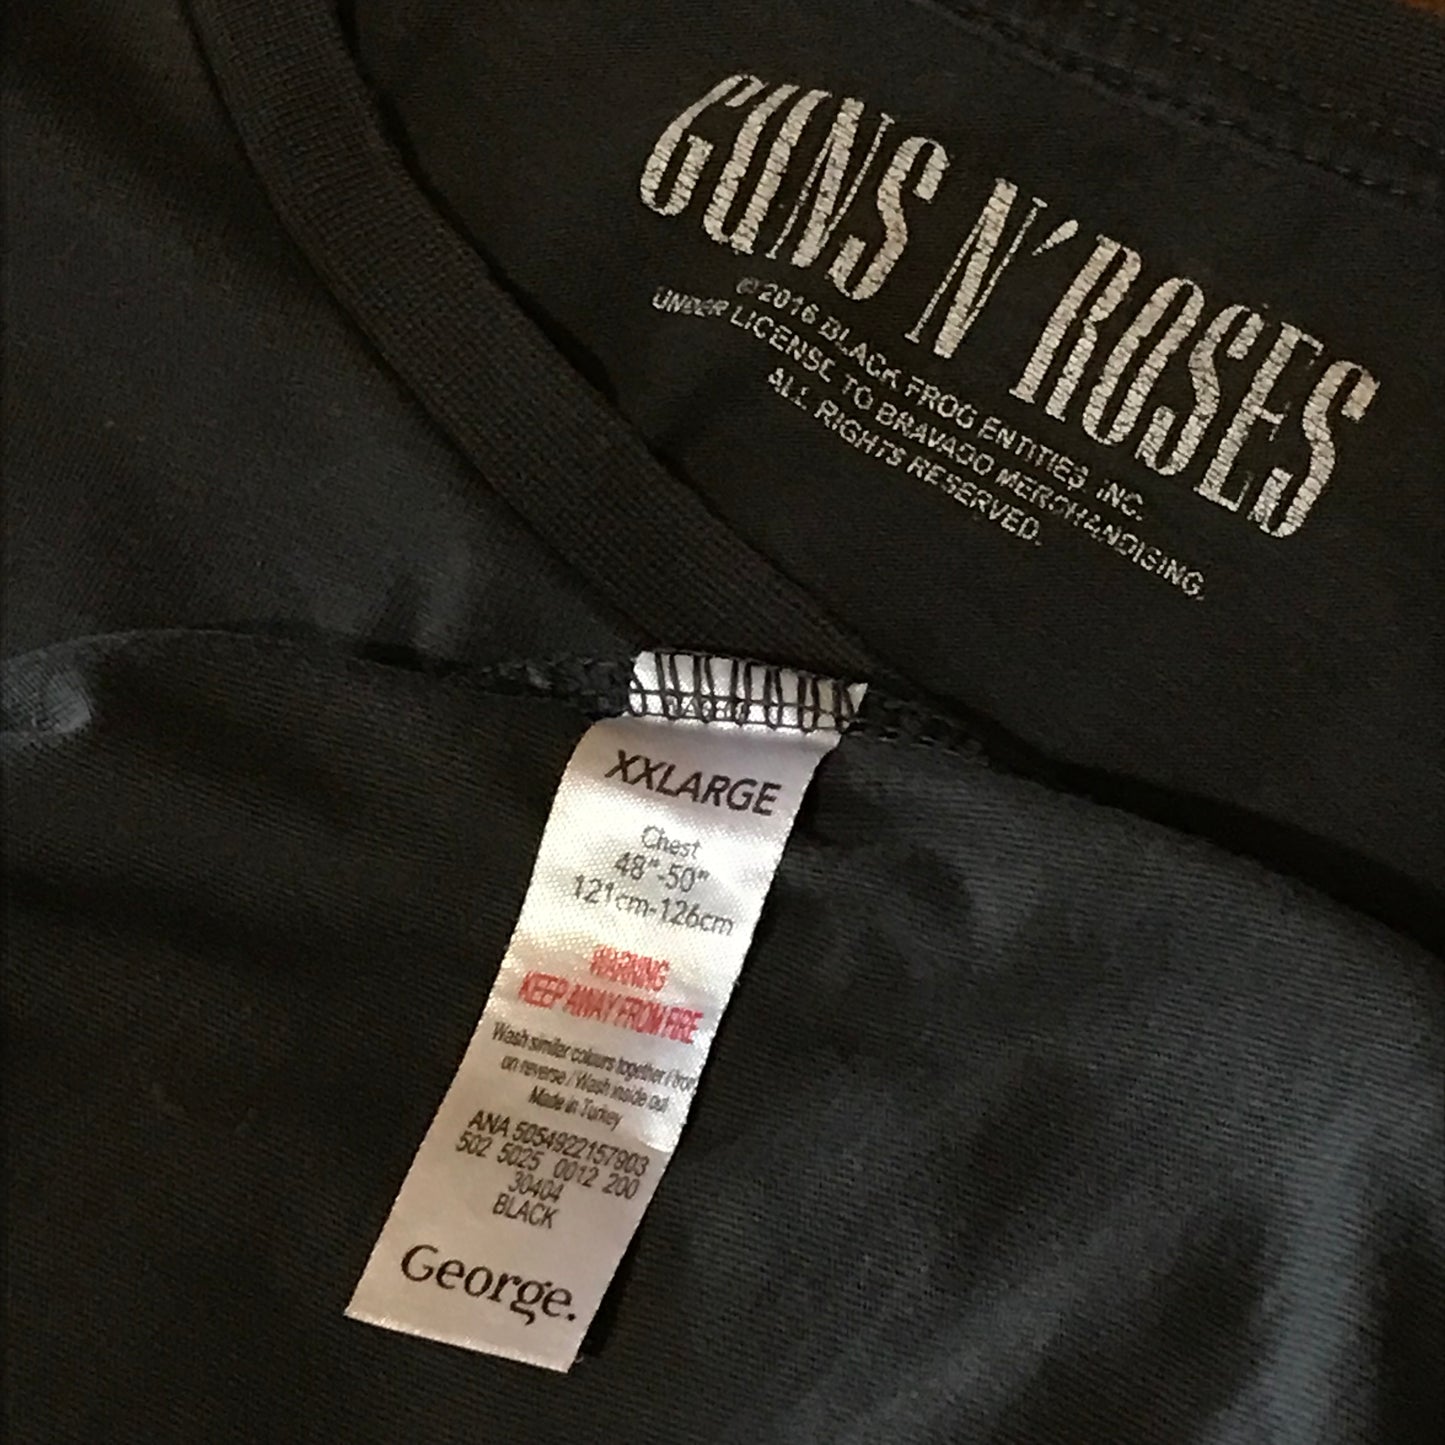 GUNS N' ROSES
©2016 BLACK FROG ENTITIES, INC.
UNDER LICENSE TO BRAVADO MERCHANDISING.
ALL RIGHTS RESERVED.
XXLARGE
Chest
48"-50"
121cm-126cm
WARNING
KEEP AWAY FROM FIRE
Wash similar colours together / Iron
on reverse / Wash inside out
Made in Turkey
ANA 5054922157903
502 5025 0012 200
30404
BLACK
George.